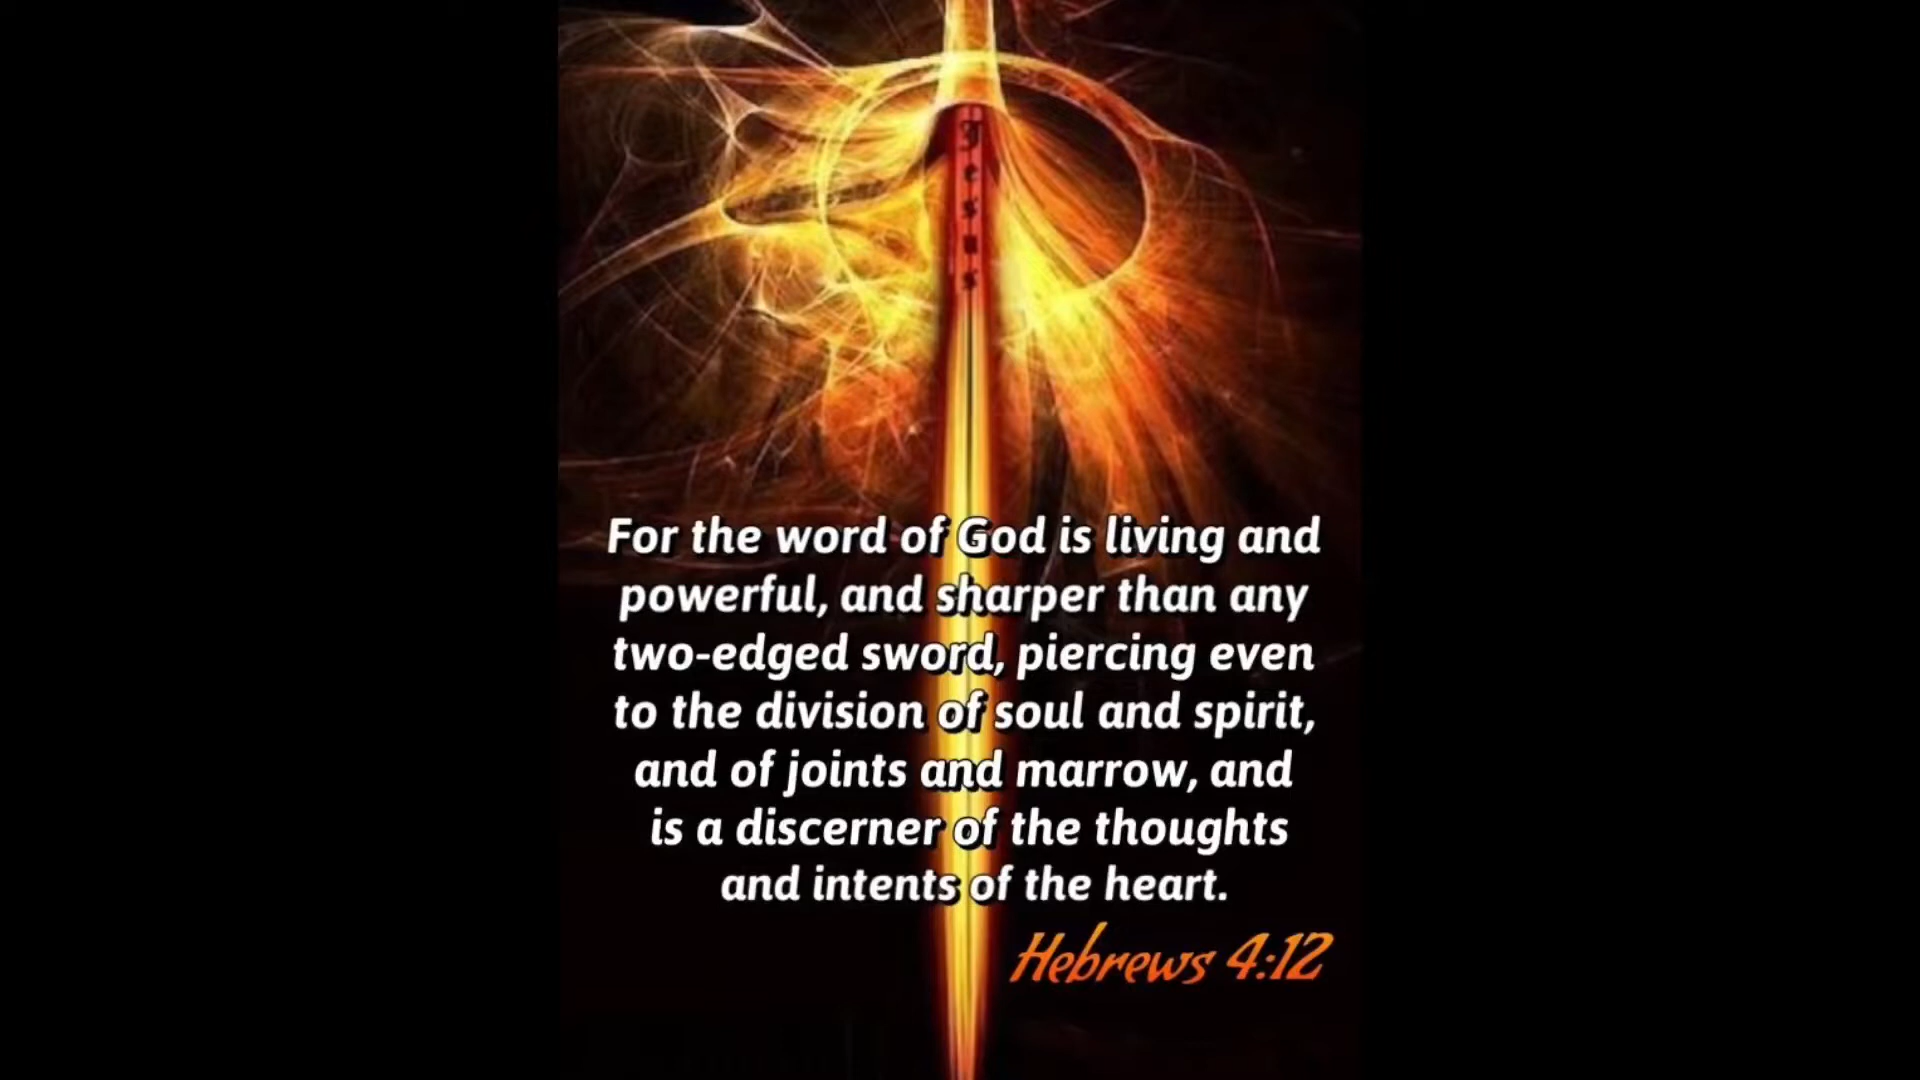 Jesus
For the word of God is living and
powerful, and sharper than any
two-edged sword, piercing even
to the division of soul and spirit,
and of joints and marrow, and
is a discerner of the thoughts
and intents of the heart.
Hebrews 4:12